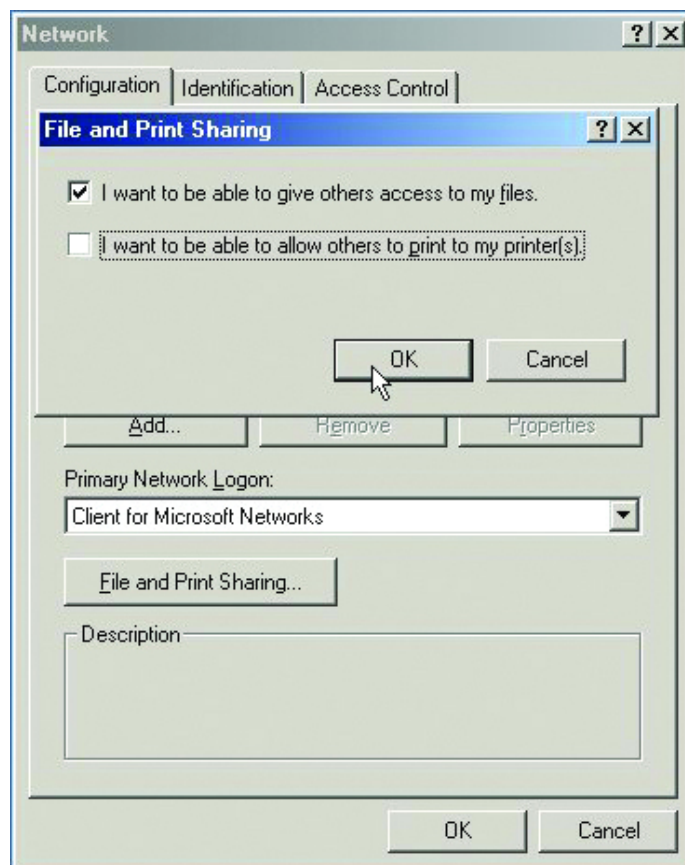 Network
Configuration Identification Access Control
File and Print Sharing
I want to be able to give others access to my files.
I want to be able to allow others to print to my printer(s).
OK Cancel
Add... Remove Properties
Primary Network Logon:
Client for Microsoft Networks
File and Print Sharing...
Description
OK Cancel